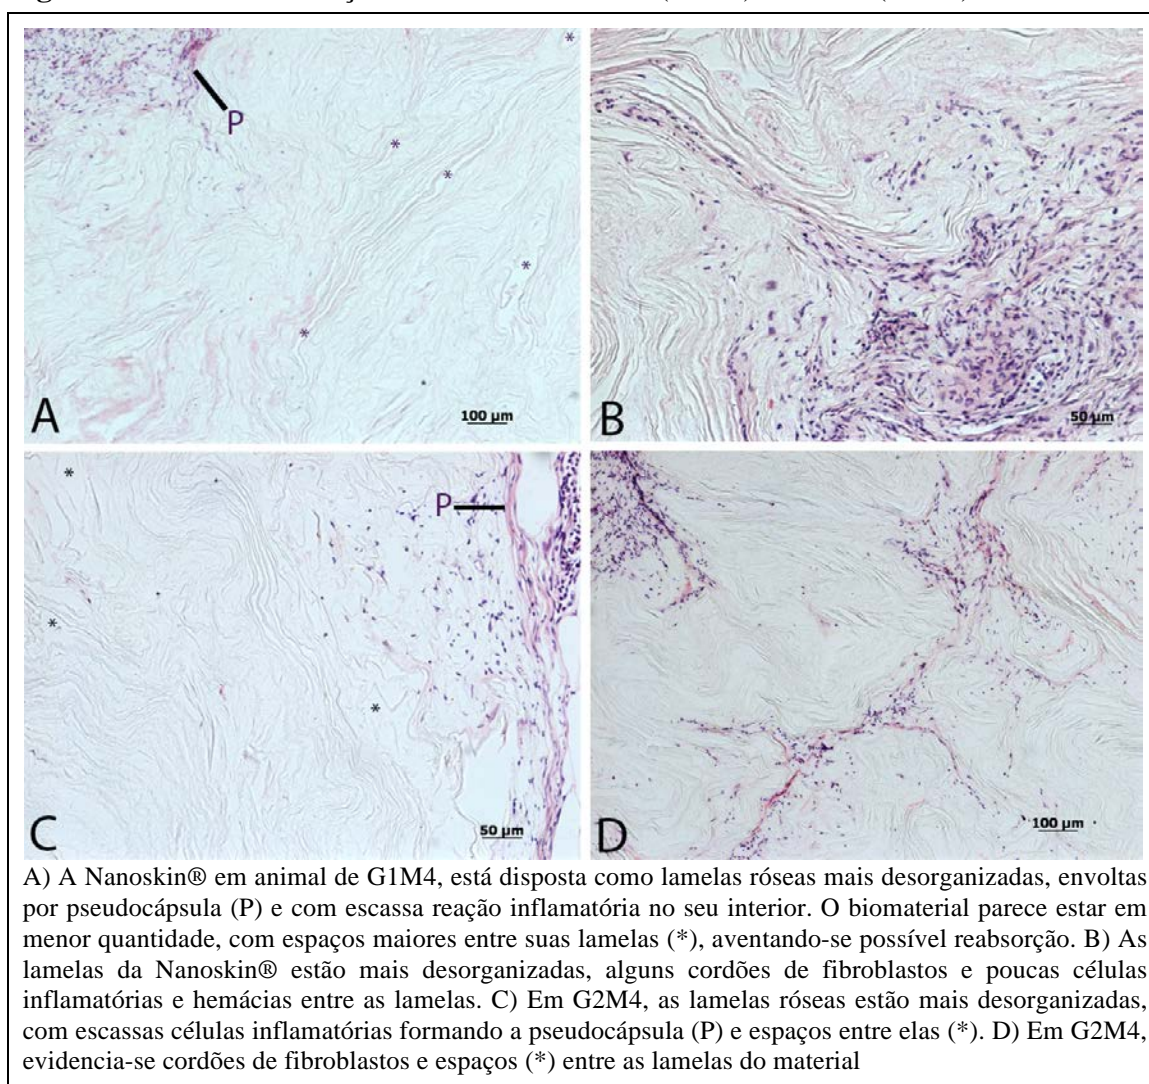 *
P
*
*
*
*
A
100 µm
B
50 µm
*
P
*
*
C
50 µm
D
100 µm
A) A Nanoskin® em animal de G1M4, está disposta como lamelas róseas mais desorganizadas, envoltas
por pseudocápsula (P) e com escassa reação inflamatória no seu interior. O biomaterial parece estar em
menor quantidade, com espaços maiores entre suas lamelas (*), aventando-se possível reabsorção. B) As
lamelas da Nanoskin® estão mais desorganizadas, alguns cordões de fibroblastos e poucas células
inflamatórias e hemácias entre as lamelas. C) Em G2M4, as lamelas róseas estão mais desorganizadas,
com escassas células inflamatórias formando a pseudocápsula (P) e espaços entre elas (*). D) Em G2M4,
evidencia-se cordões de fibroblastos e espaços (*) entre as lamelas do material